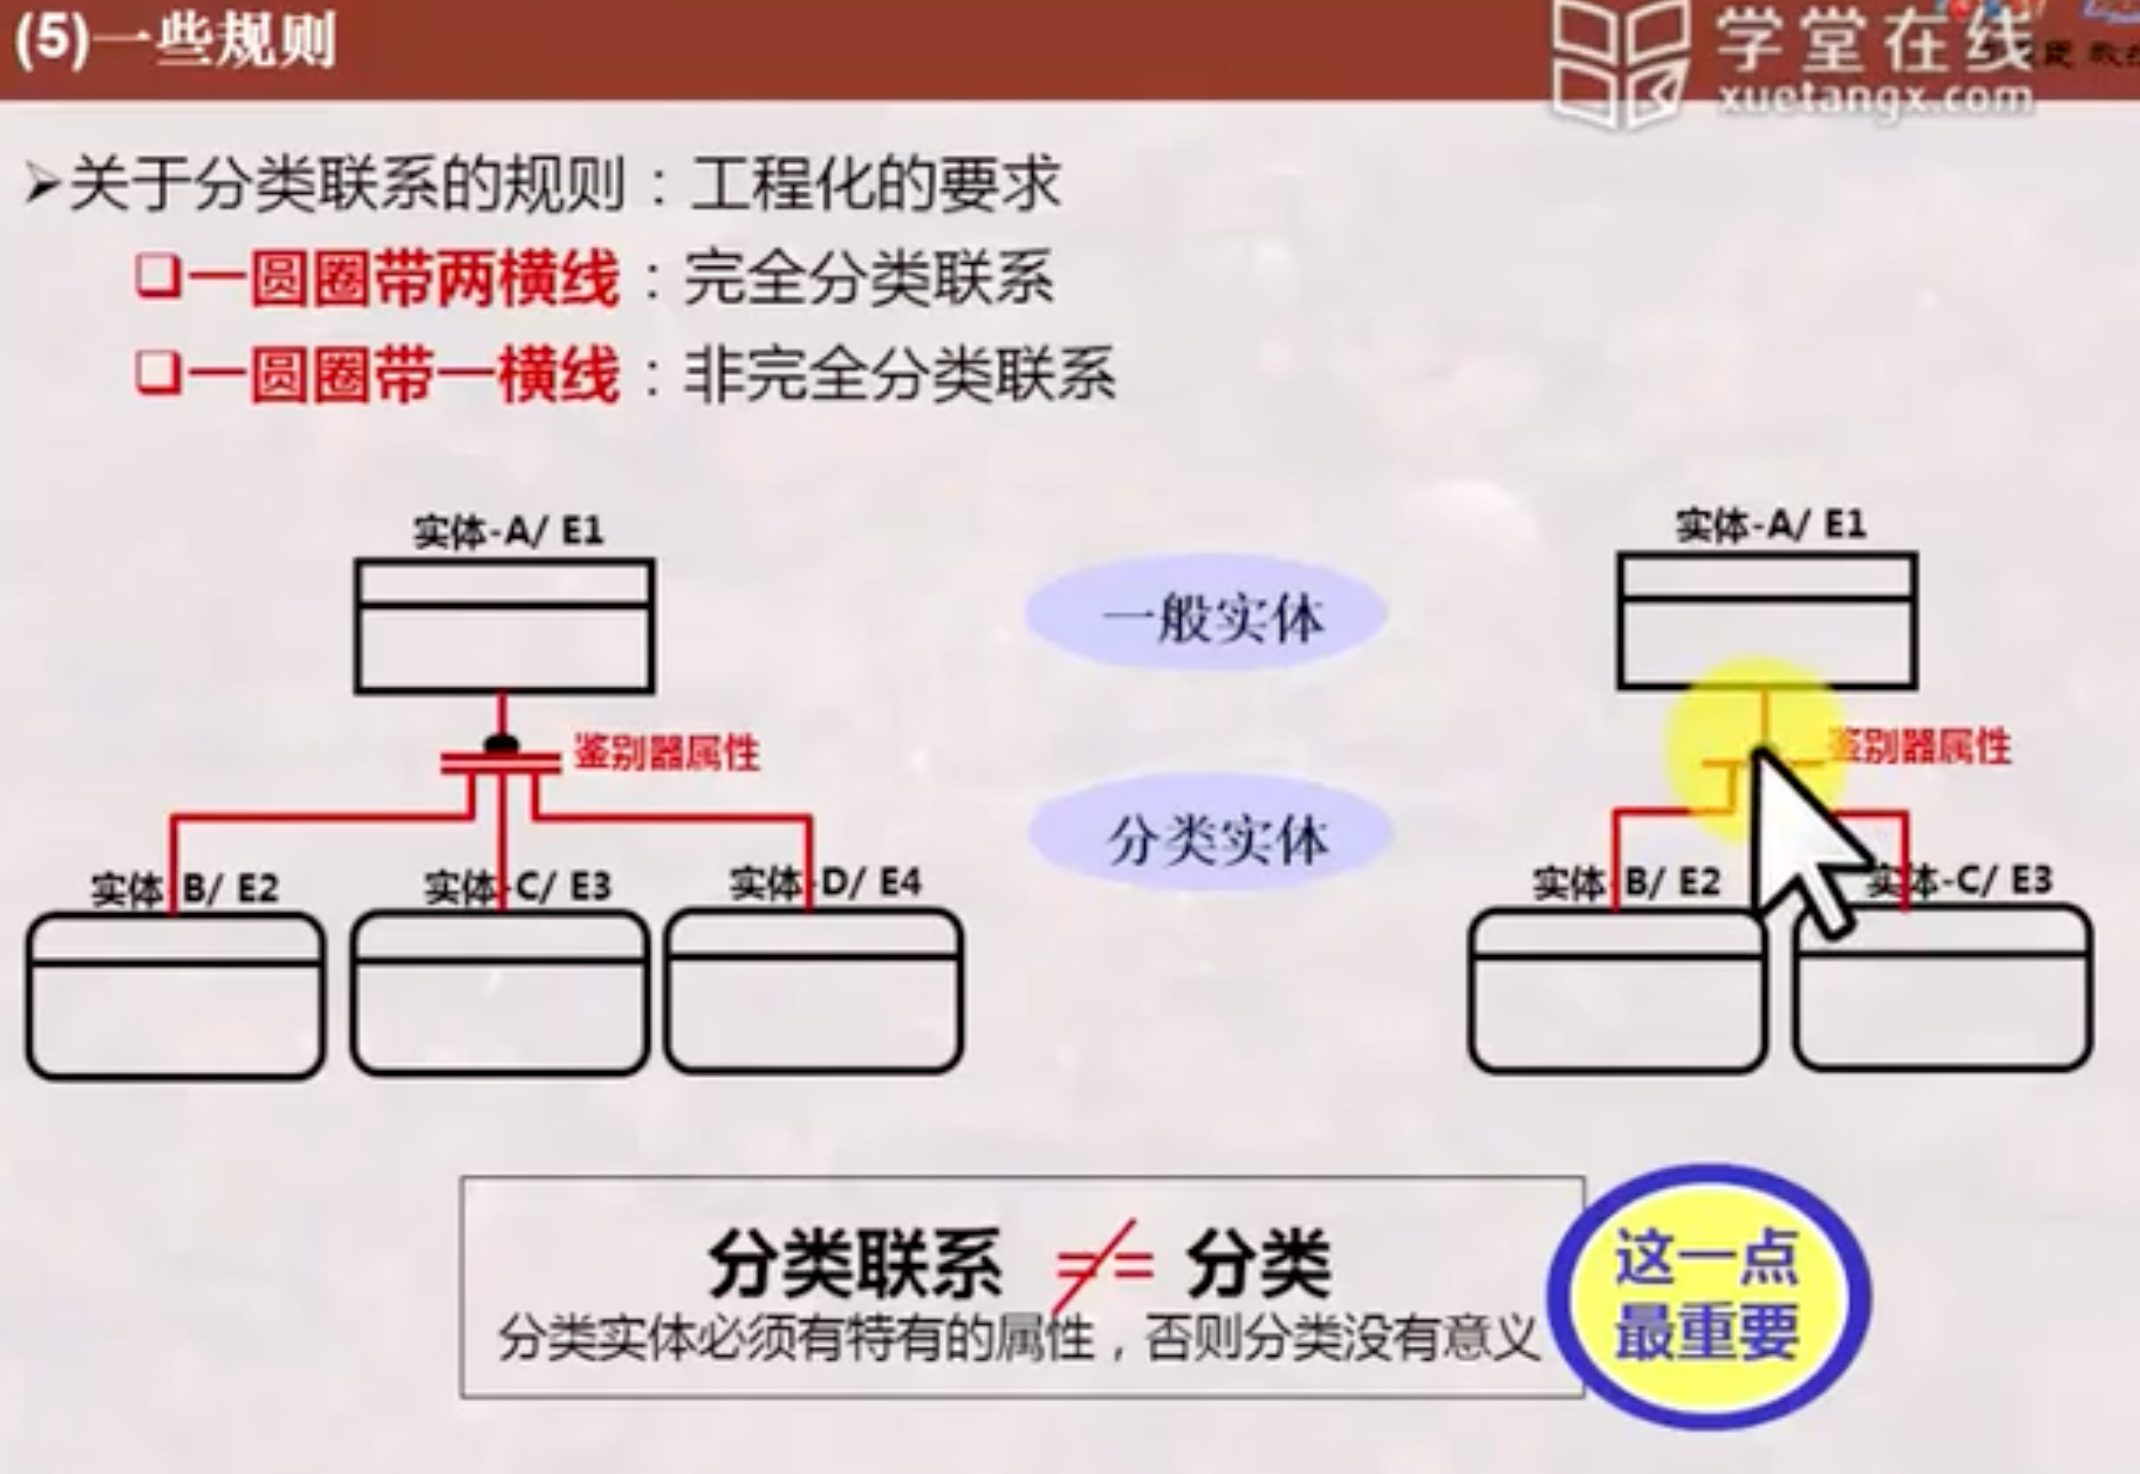 (5)一些规则
学堂在线
xuetangx.com
➢关于分类联系的规则：工程化的要求
❑一圆圈带两横线：完全分类联系
❑一圆圈带一横线：非完全分类联系
实体-A/ E1
鉴别器属性
实体-B/ E2
实体-C/ E3
实体-D/ E4
一般实体
分类实体
实体-A/ E1
鉴别器属性
实体-B/ E2
实体-C/ E3
分类联系 ≠ 分类
分类实体必须有特有的属性，否则分类没有意义
这一点
最重要